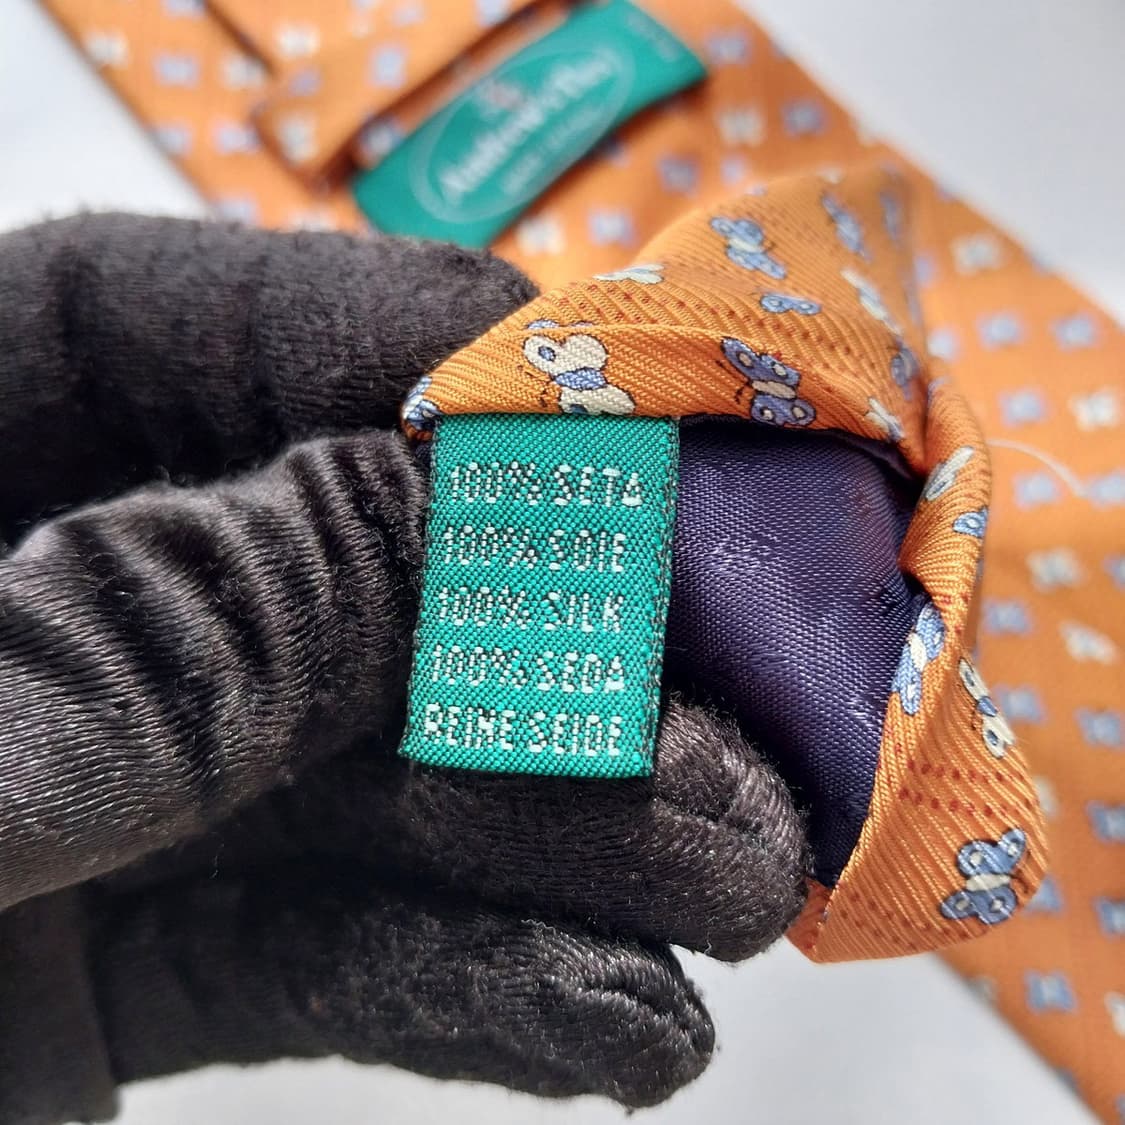 100% SETA
100% SOIE
100% SILK
100% SEDA
REINE SEIDE